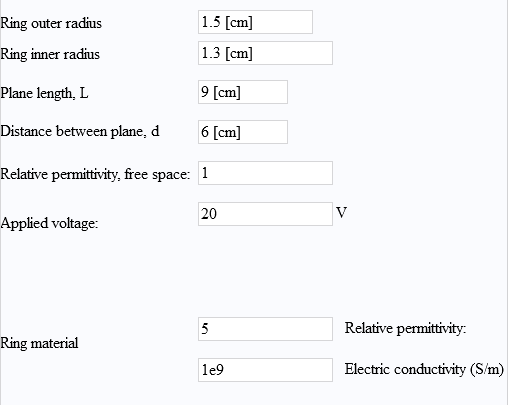 Ring outer radius 1.5 [cm]
Ring inner radius 1.3 [cm]
Plane length, L 9 [cm]
Distance between plane, d 6 [cm]
Relative permittivity, free space: 1
Applied voltage: 20 V
5 Relative permittivity:
Ring material
1e9 Electric conductivity (S/m)